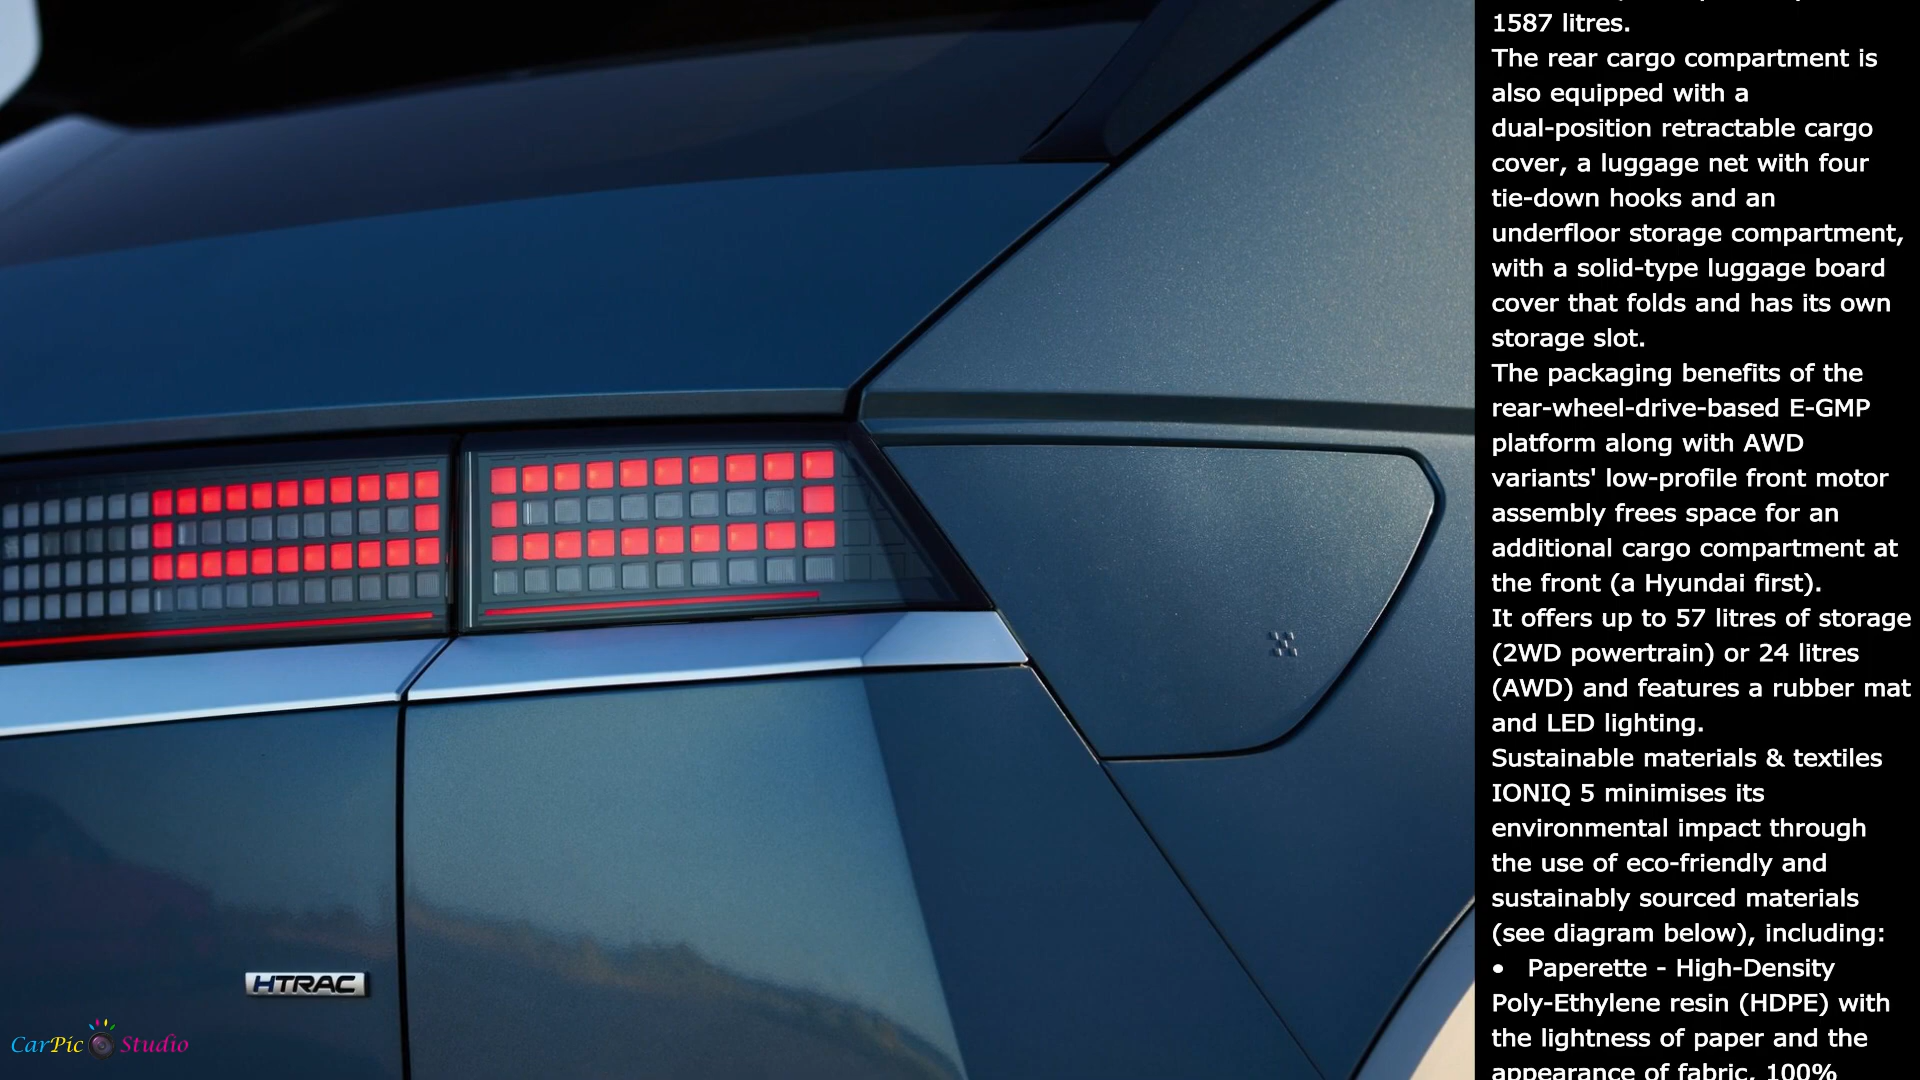 1587 litres.
The rear cargo compartment is
also equipped with a
dual-position retractable cargo
cover, a luggage net with four
tie-down hooks and an
underfloor storage compartment,
with a solid-type luggage board
cover that folds and has its own
storage slot.
The packaging benefits of the
rear-wheel-drive-based E-GMP
platform along with AWD
variants' low-profile front motor
assembly frees space for an
additional cargo compartment at
the front (a Hyundai first).
It offers up to 57 litres of storage
(2WD powertrain) or 24 litres
(AWD) and features a rubber mat
and LED lighting.
Sustainable materials & textiles
IONIQ 5 minimises its
environmental impact through
the use of eco-friendly and
sustainably sourced materials
(see diagram below), including:
• Paperette - High-Density
Poly-Ethylene resin (HDPE) with
the lightness of paper and the
appearance of fabric, 100%
HTRAC
CarPic Studio